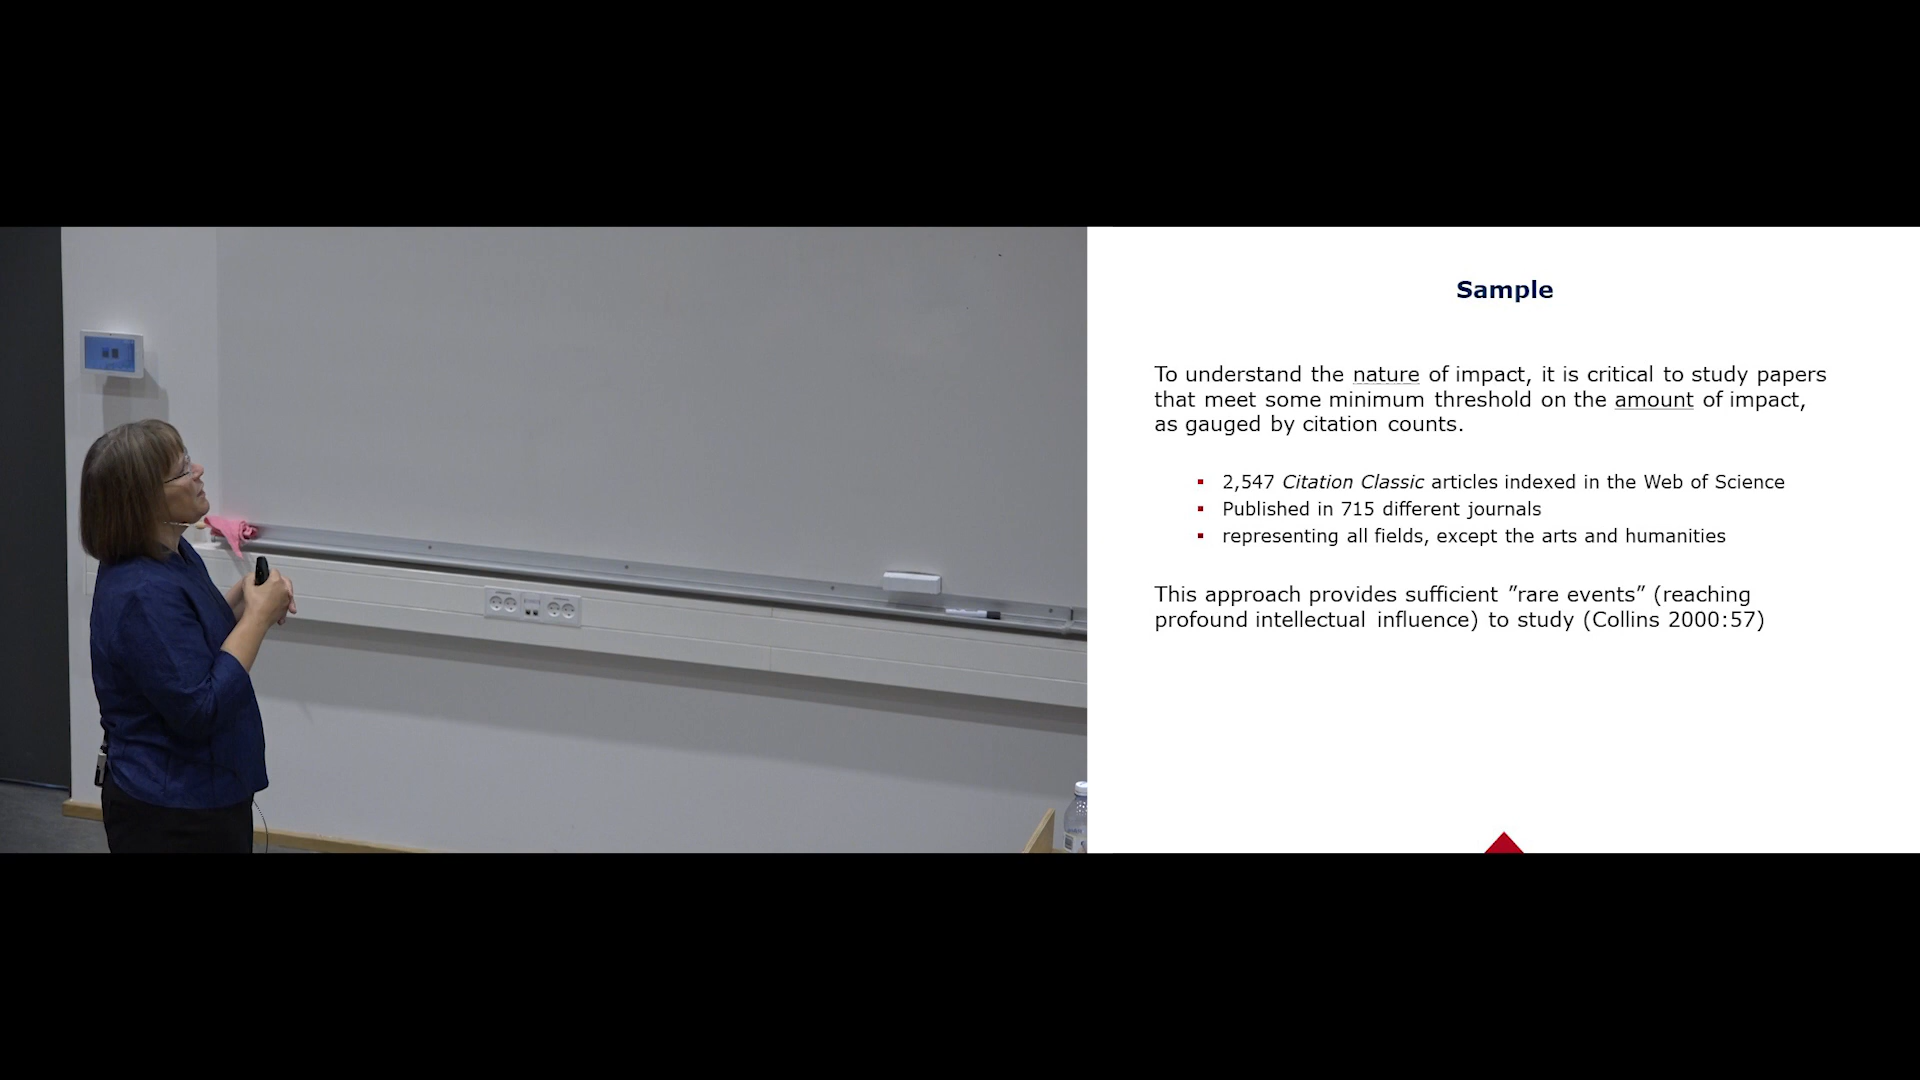 Sample
To understand the nature of impact, it is critical to study papers
that meet some minimum threshold on the amount of impact,
as gauged by citation counts.
2,547 Citation Classic articles indexed in the Web of Science
Published in 715 different journals
representing all fields, except the arts and humanities
This approach provides sufficient ”rare events” (reaching
profound intellectual influence) to study (Collins 2000:57)